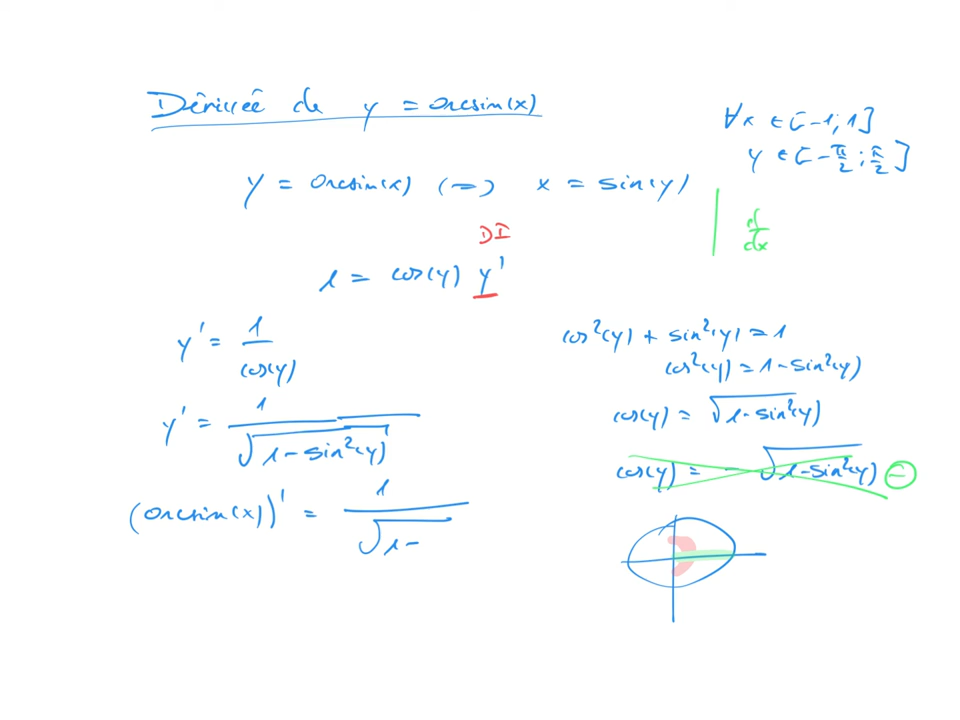 Dérivée de y = arcsin(x)
∀x ∈ [-1; 1]
y ∈ [-π/2 ; π/2]
y = arcsin(x) (=) x = sin(y)
d/dx
DI
1 = cos(y) y'
y' = 1/cos(y)
cos²(y) + sin²(y) = 1
cos²(y) = 1 - sin²(y)
y' = 1/√(1 - sin²(y))
cos(y) = √(1 - sin²(y))
cos(y) = - √(1 - sin²(y)) -
(arcsin(x))' = 1/√(1 -